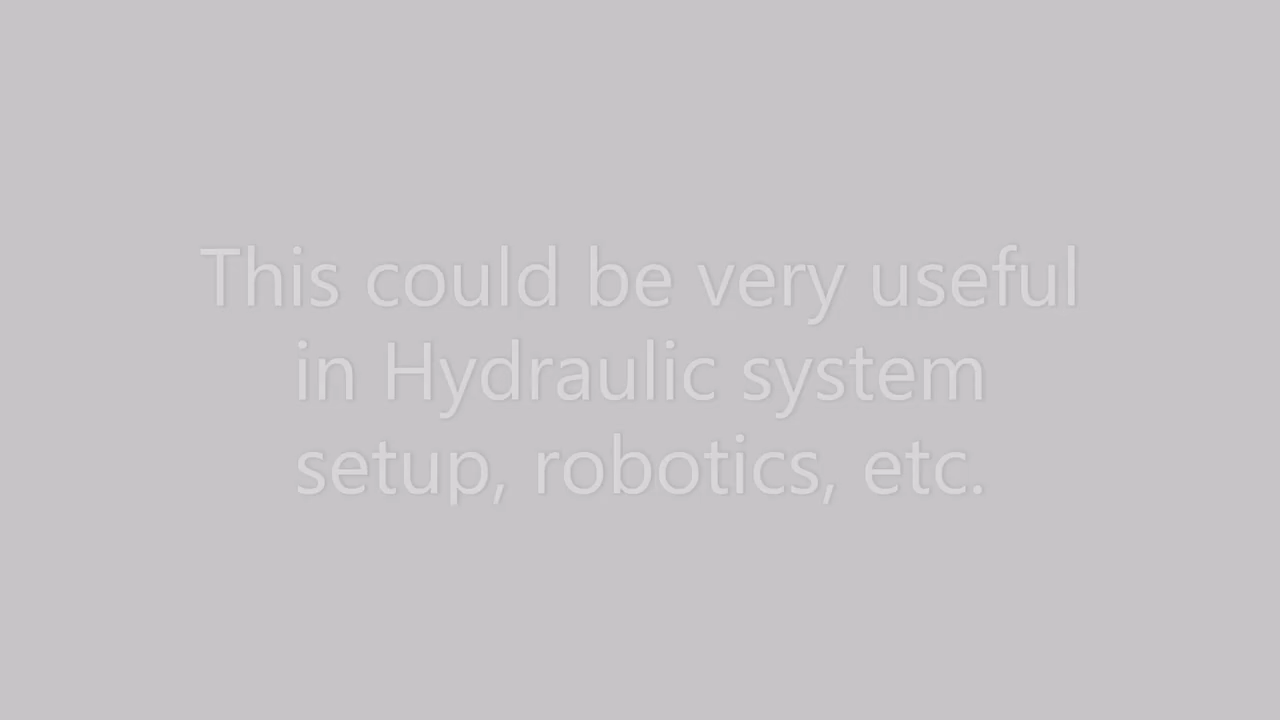 This could be very useful
in Hydraulic system
setup, robotics, etc.